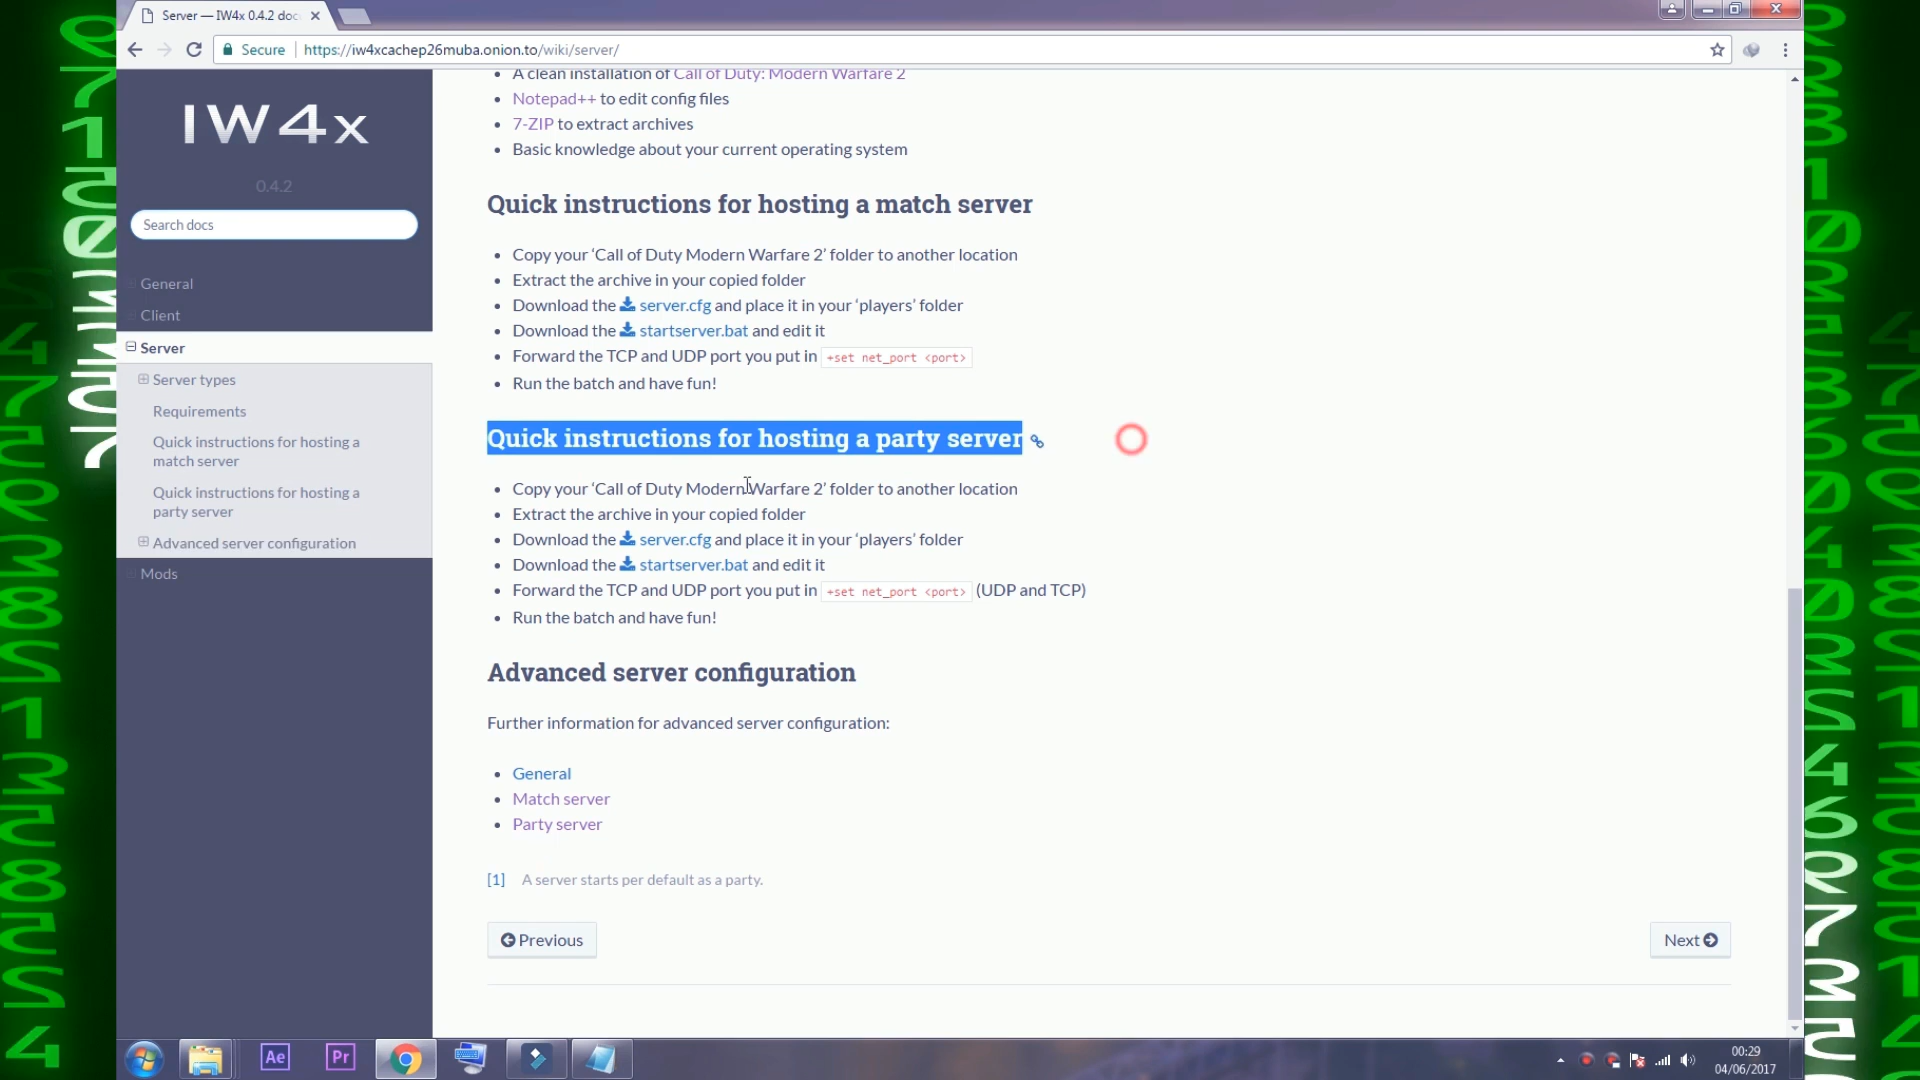 Server — IW4x 0.4.2 doc
Secure
https://iw4xcachep26muba.onion.to/wiki/server/
IW4x
0.4.2
Search docs
General
Client
Server
Server types
Requirements
Quick instructions for hosting a
match server
Quick instructions for hosting a
party server
Advanced server configuration
Mods
A clean installation of Call of Duty: Modern Warfare 2
Notepad++ to edit config files
7-ZIP to extract archives
Basic knowledge about your current operating system
Quick instructions for hosting a match server
Copy your ‘Call of Duty Modern Warfare 2’ folder to another location
Extract the archive in your copied folder
Download the server.cfg and place it in your ‘players’ folder
Download the startserver.bat and edit it
Forward the TCP and UDP port you put in +set net_port <port>
Run the batch and have fun!
Quick instructions for hosting a party server
Copy your ‘Call of Duty Modern Warfare 2’ folder to another location
Extract the archive in your copied folder
Download the server.cfg and place it in your ‘players’ folder
Download the startserver.bat and edit it
Forward the TCP and UDP port you put in +set net_port <port> (UDP and TCP)
Run the batch and have fun!
Advanced server configuration
Further information for advanced server configuration:
General
Match server
Party server
[1] A server starts per default as a party.
Previous
Next
Ae
Pr
00:29
04/06/2017